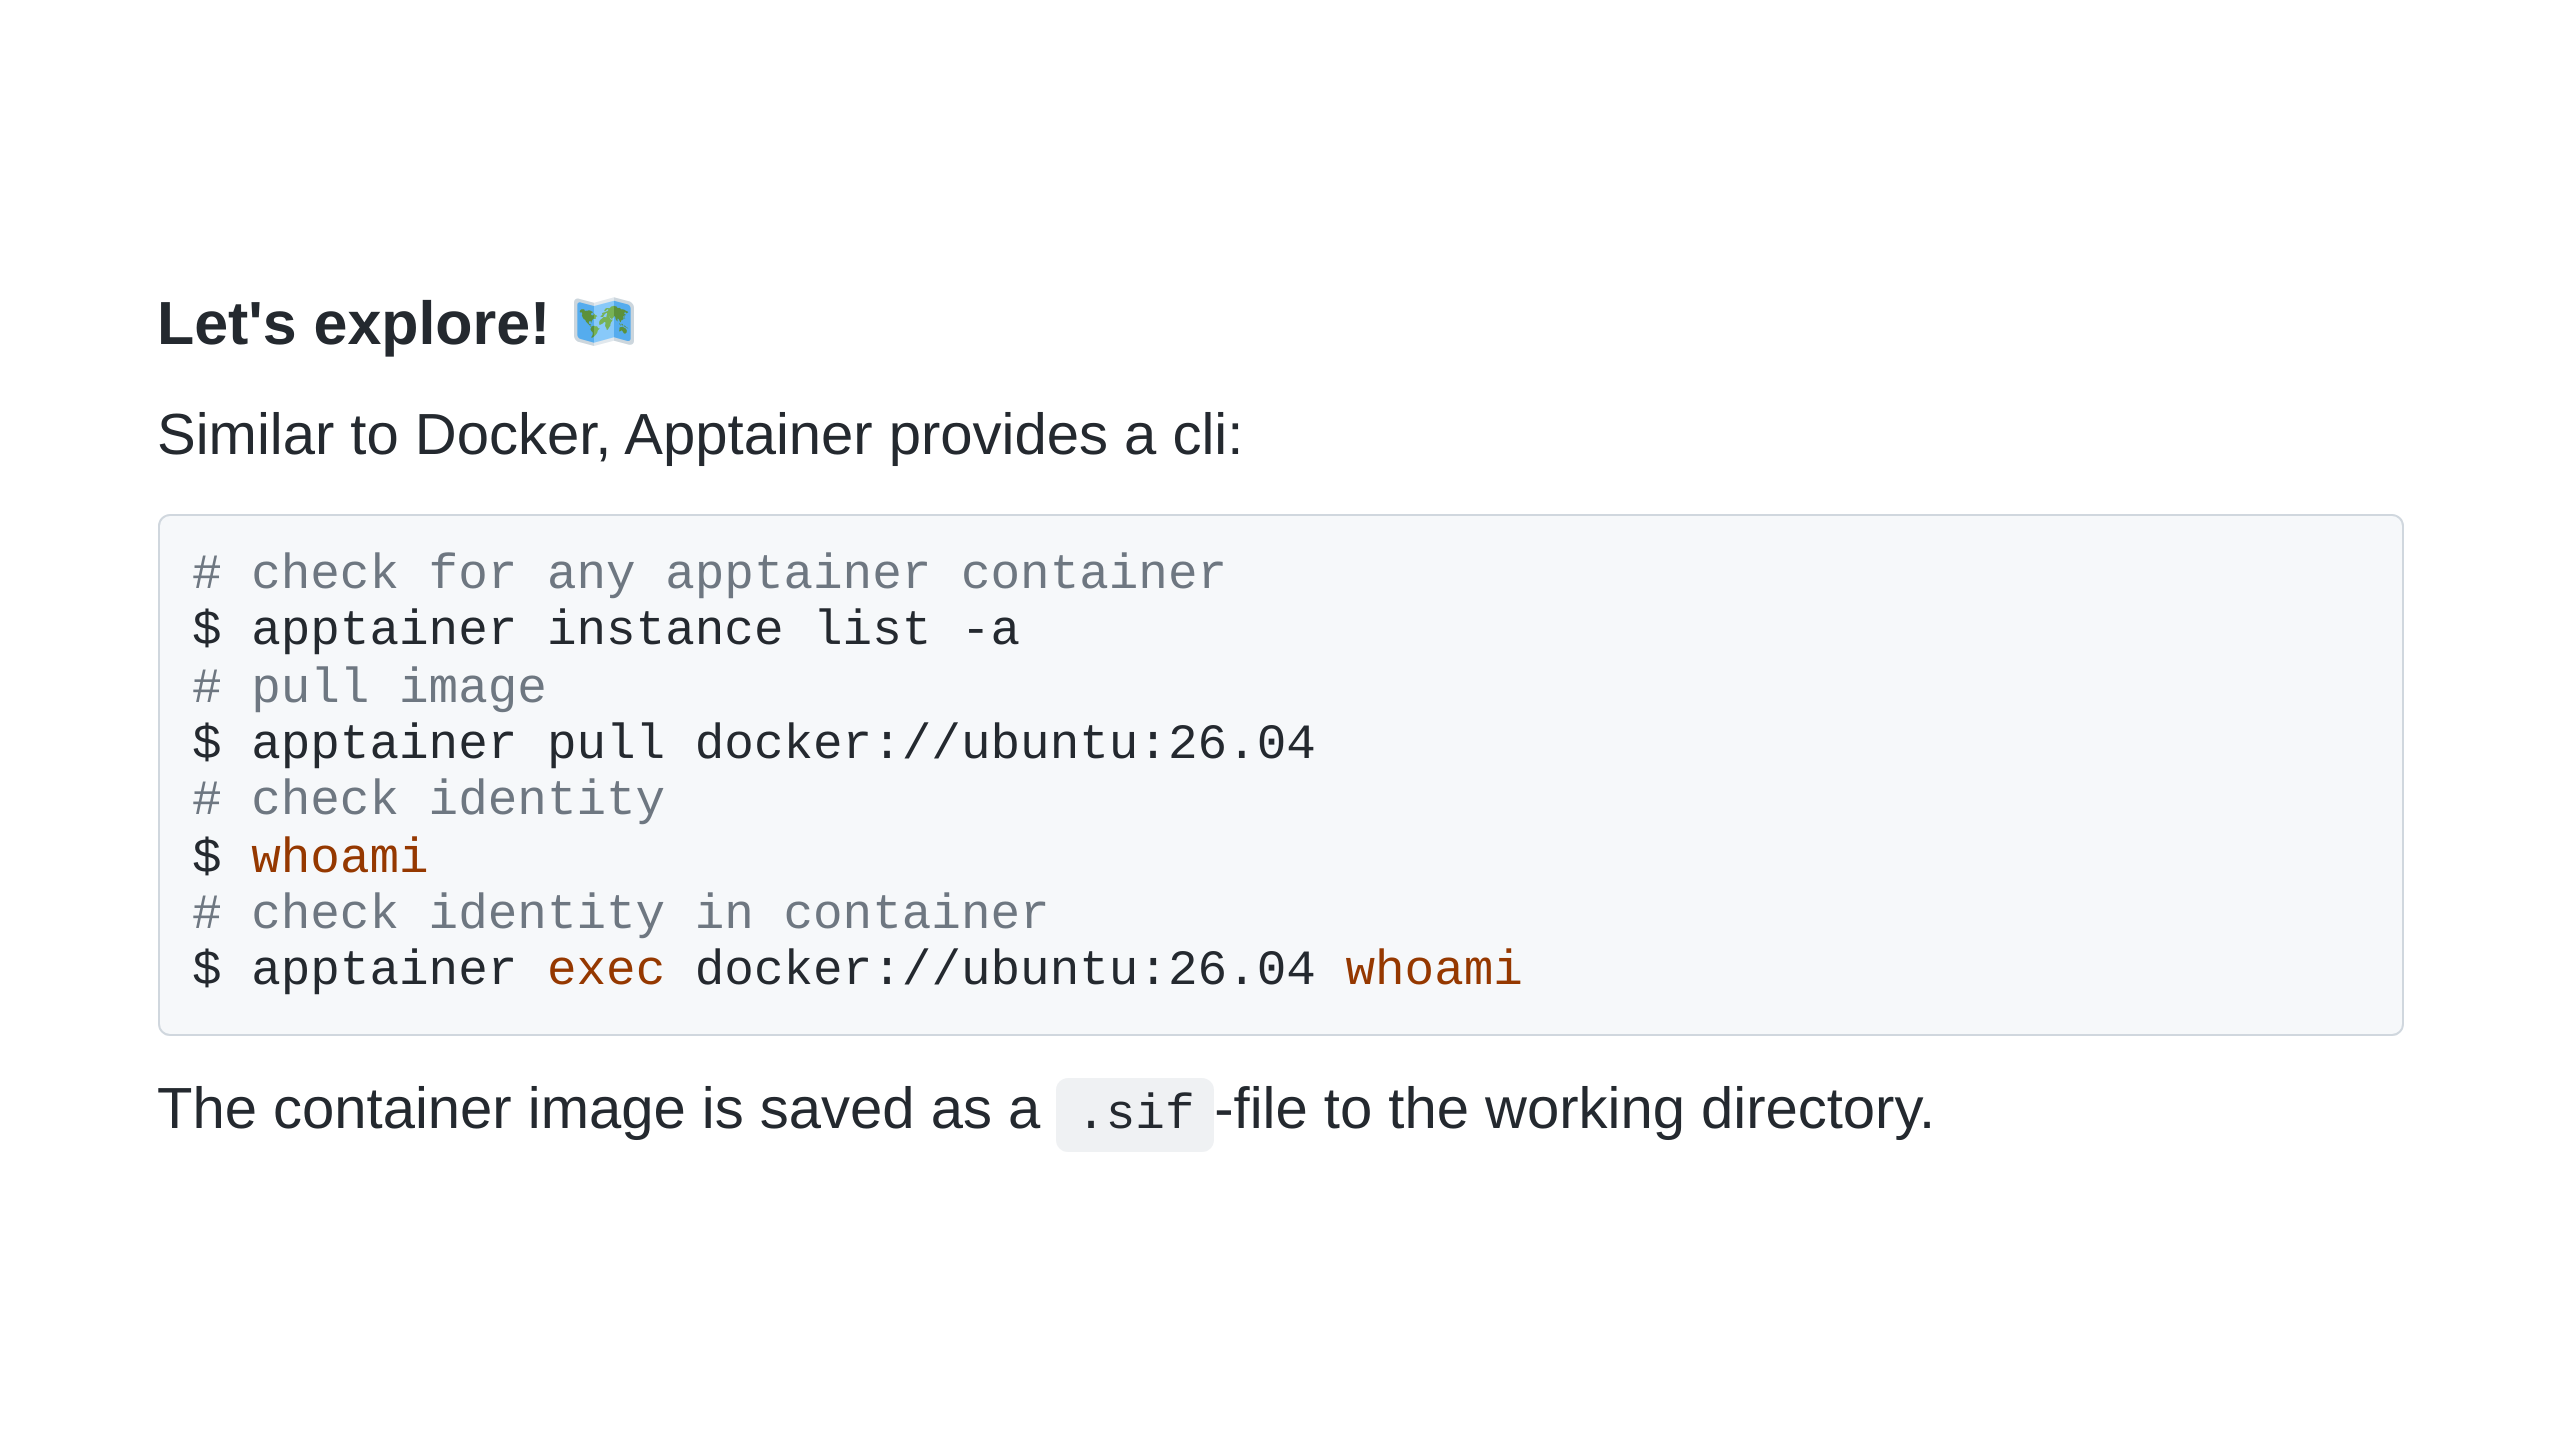 Let's explore! 🗺️
Similar to Docker, Apptainer provides a cli:
# check for any apptainer container
$ apptainer instance list -a
# pull image
$ apptainer pull docker://ubuntu:26.04
# check identity
$ whoami
# check identity in container
$ apptainer exec docker://ubuntu:26.04 whoami
The container image is saved as a .sif-file to the working directory.